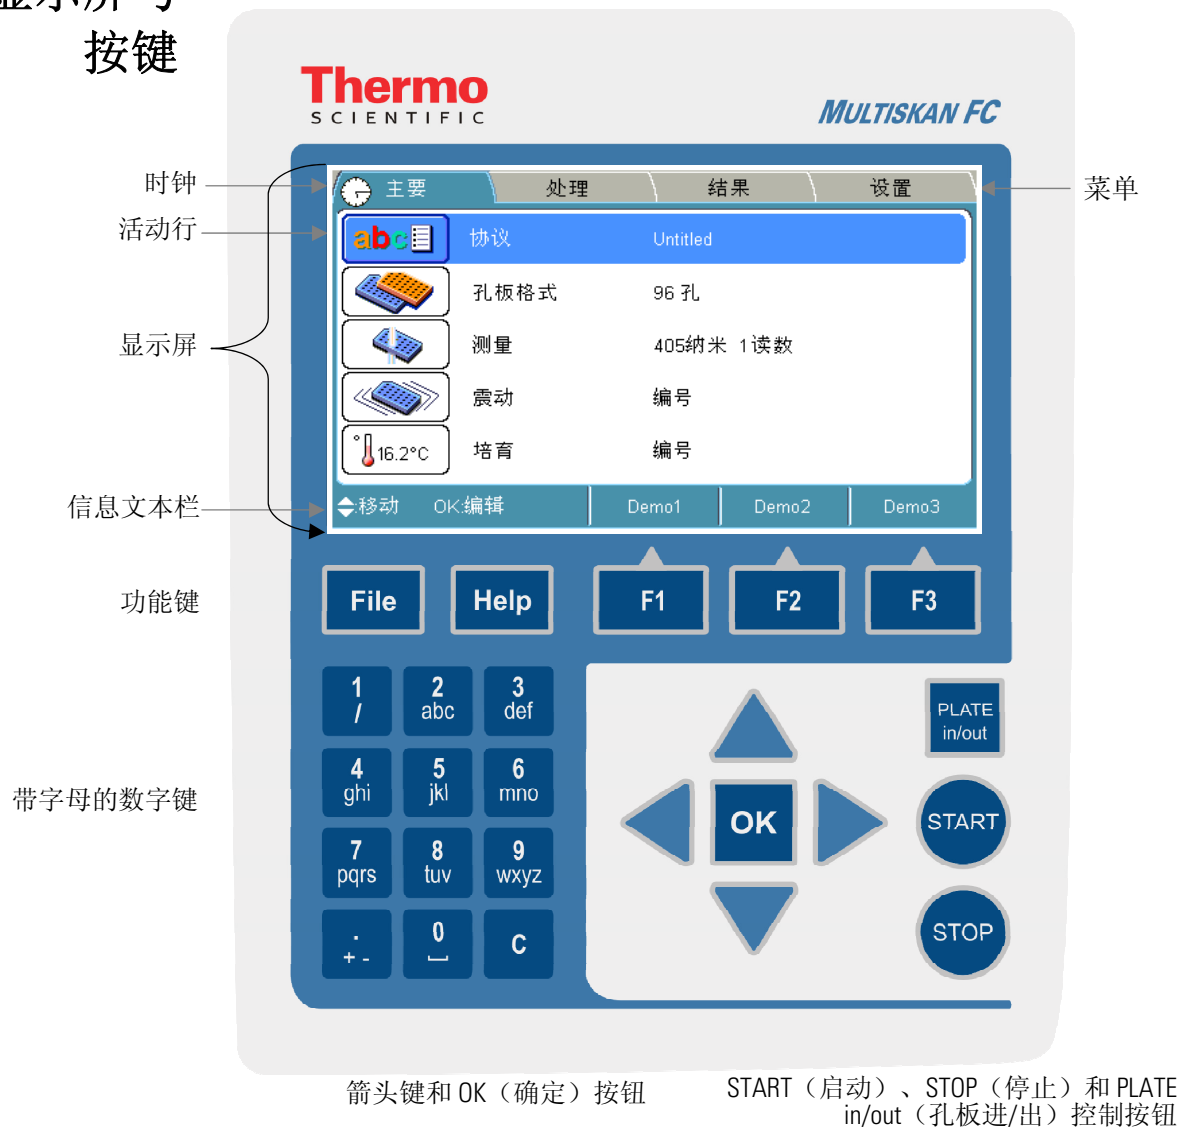 显示屏与
按键
Thermo
SCIENTIFIC
MULTISKAN FC
时钟
主要 处理 结果 设置
菜单
活动行
abc 协议 Untitled
孔板格式 96 孔
显示屏
测量 405纳米 1读数
震动 编号
16.2°C 培育 编号
信息文本栏
:移动 OK:编辑 Demo1 Demo2 Demo3
功能键
File Help F1 F2 F3
1 2 3
/ abc def
PLATE
in/out
带字母的数字键
4 5 6
ghi jkl mno
OK
START
7 8 9
pqrs tuv wxyz
. 0 C
+ -
STOP
箭头键和 OK（确定）按钮
START（启动）、STOP（停止）和 PLATE
in/out（孔板进/出）控制按钮